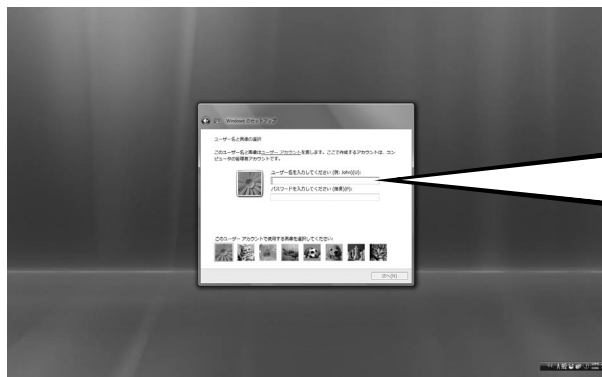 Windows のセットアップ
ユーザー名と画像の選択
このユーザー名と画像はユーザー アカウントを表します。ここで作成するアカウントは、コン
ピュータの管理者アカウントです。
ユーザー名を入力してください (例: John)(U):
パスワードを入力してください (推奨)(P):
このユーザー アカウントで使用する画像を選択してください:
次へ(N)